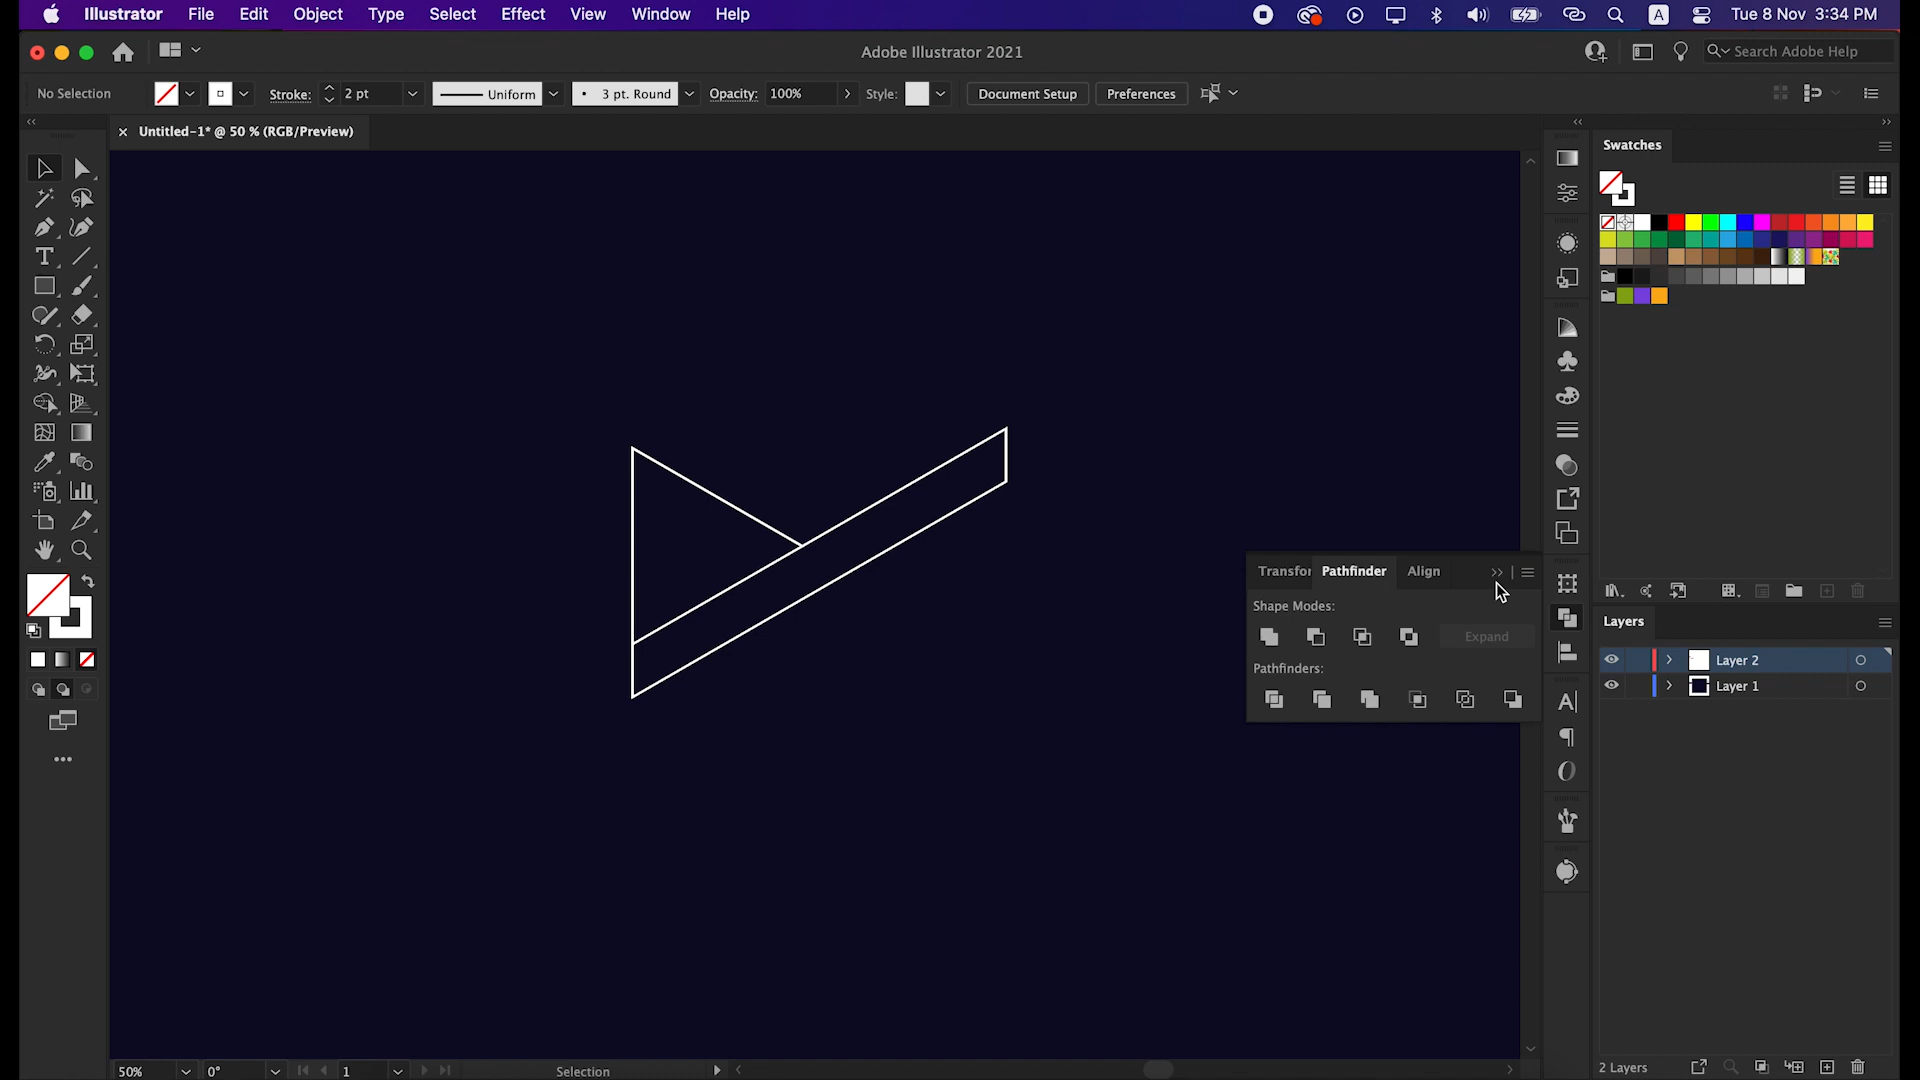 Illustrator File Edit Object Type Select Effect View Window Help
A
Tue 8 Nov 3:34 PM
Adobe Illustrator 2021
Search Adobe Help
No Selection
Stroke: 2 pt
Uniform
3 pt. Round
Opacity: 100%
Style:
Document Setup
Preferences
× Untitled-1* @ 50 % (RGB/Preview)
Swatches
Transfor Pathfinder Align
Shape Modes:
Expand
Pathfinders:
Layers
Layer 2
Layer 1
50% 0° 1 Selection
2 Layers